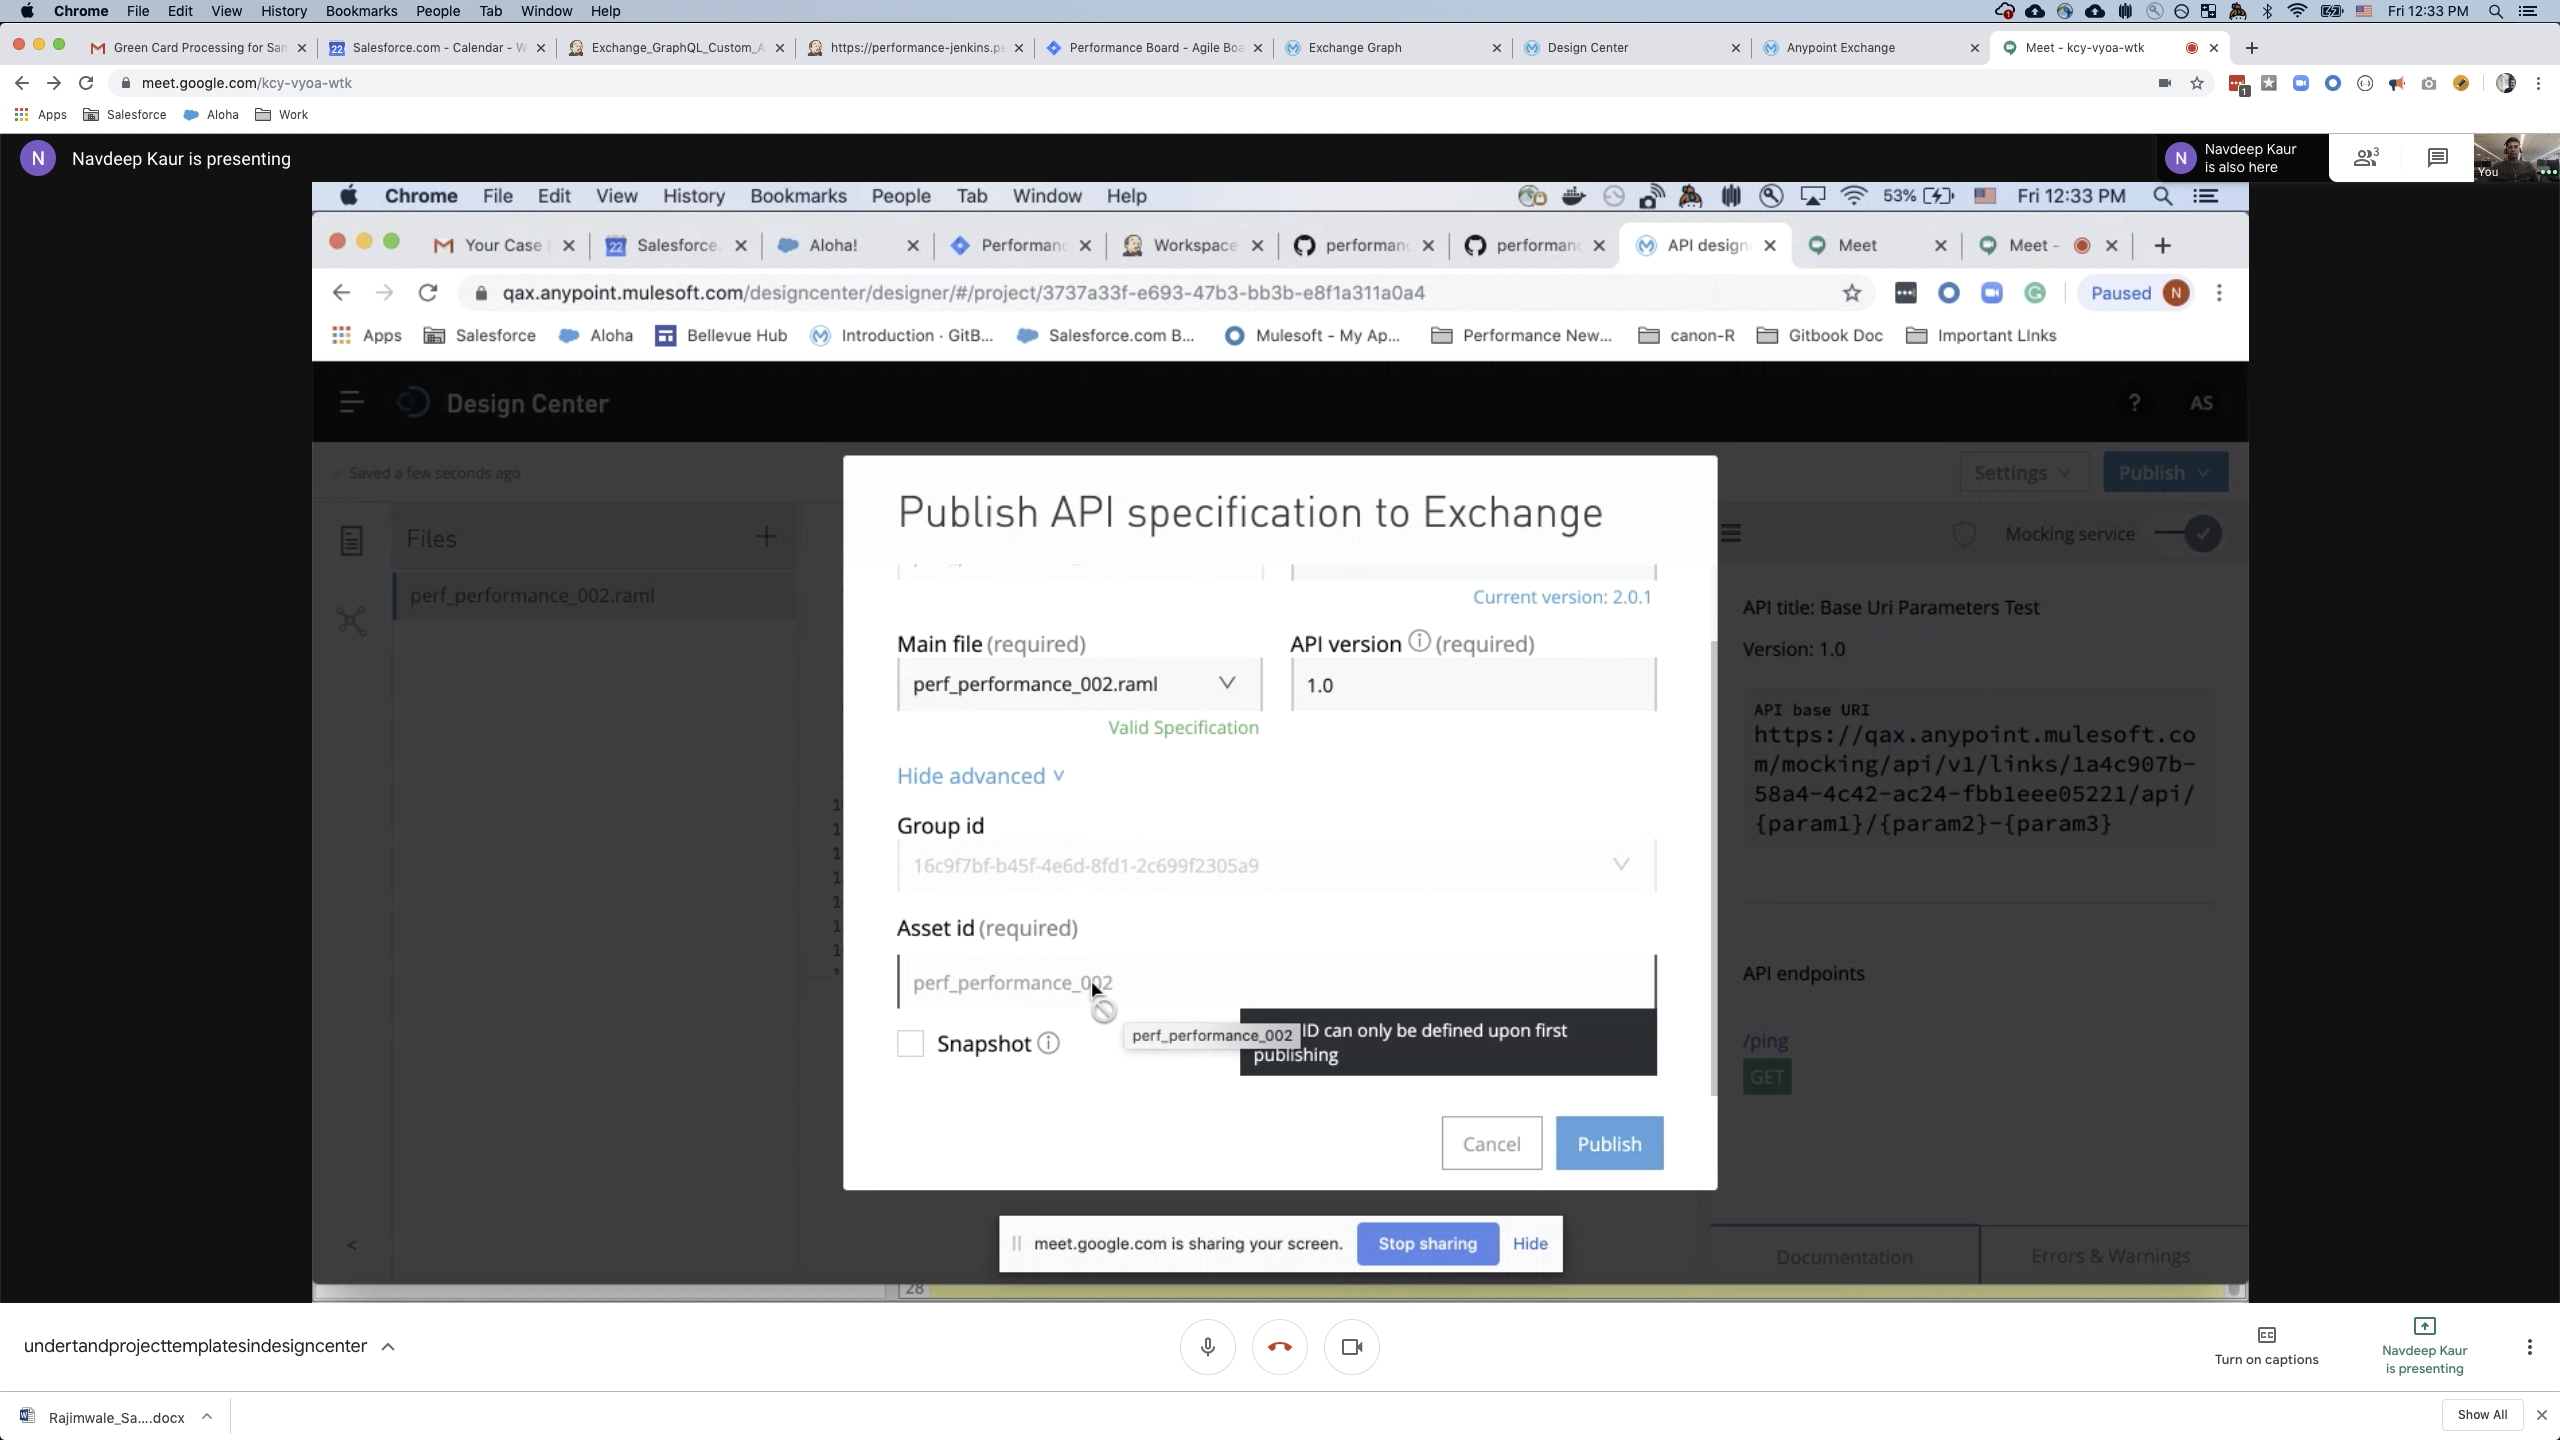 Chrome File Edit View History Bookmarks People Tab Window Help Fri 12:33 PM
Green Card Processing for Sam
Salesforce.com - Calendar - W
Exchange_GraphQL_Custom_A
https://performance-jenkins.pe
Performance Board - Agile Boa
Exchange Graph
Design Center
Anypoint Exchange
Meet - kcy-vyoa-wtk
meet.google.com/kcy-vyoa-wtk
1
Apps Salesforce Aloha Work
N Navdeep Kaur is presenting
N Navdeep Kaur
is also here
3
You
Chrome File Edit View History Bookmarks People Tab Window Help 53% Fri 12:33 PM
Your Case
22 Salesforce.
Aloha!
Performanc
Workspace
performanc
performanc
API design
Meet
Meet -
qax.anypoint.mulesoft.com/designcenter/designer/#/project/3737a33f-e693-47b3-bb3b-e8f1a311a0a4
Paused N
Apps Salesforce Aloha Bellevue Hub Introduction · GitB... Salesforce.com B... Mulesoft - My Ap... Performance New... canon-R Gitbook Doc Important LInks
Design Center ? AS
Saved a few seconds ago
Settings Publish
Files
perf_performance_002.raml
Mocking service
Publish API specification to Exchange
Current version: 2.0.1
Main file (required)
API version (required)
perf_performance_002.raml
1.0
Valid Specification
Hide advanced
Group id
16c9f7bf-b45f-4e6d-8fd1-2c699f2305a9
Asset id (required)
perf_performance_002
Snapshot
perf_performance_002
ID can only be defined upon first
publishing
Cancel Publish
API title: Base Uri Parameters Test
Version: 1.0
API base URI
https://qax.anypoint.mulesoft.co
m/mocking/api/v1/links/1a4c907b-
58a4-4c42-ac24-fbb1eee05221/api/
{param1}/{param2}-{param3}
API endpoints
/ping
GET
Documentation Errors & Warnings
meet.google.com is sharing your screen. Stop sharing Hide
28
undertandprojecttemplatesindesigncenter
Turn on captions
Navdeep Kaur
is presenting
Rajimwale_Sa....docx
Show All